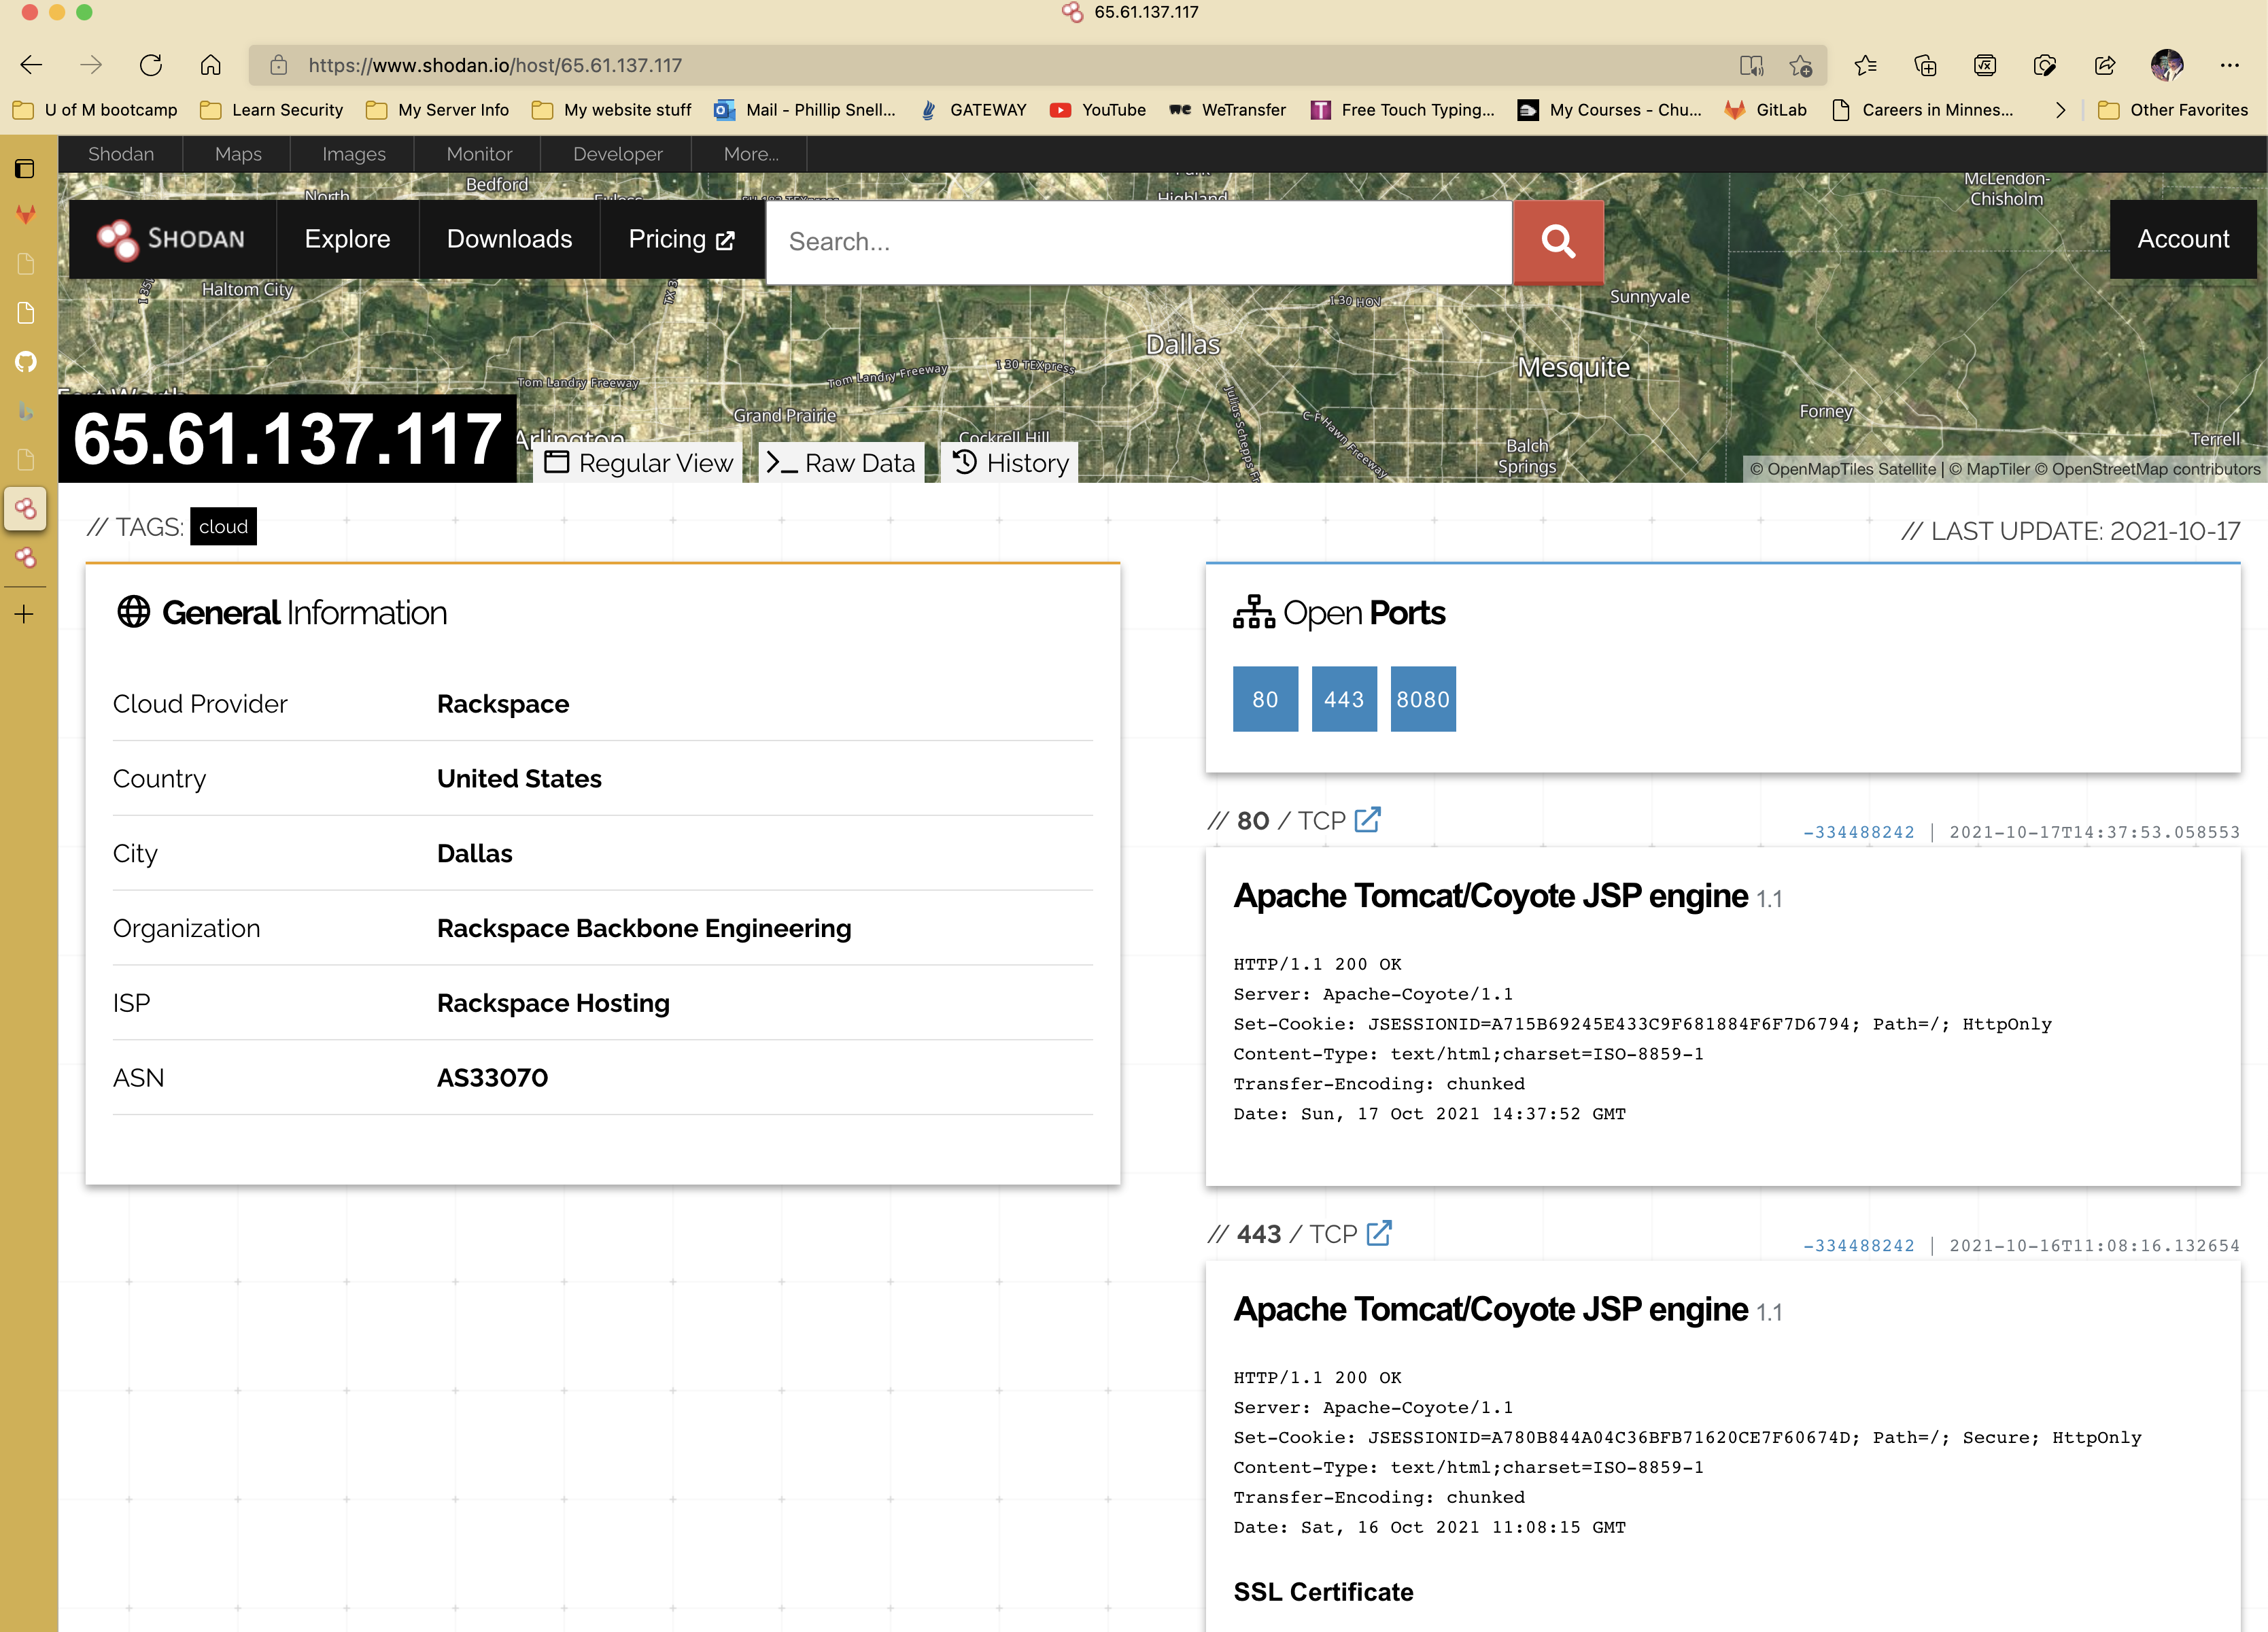 65.61.137.117
https://www.shodan.io/host/65.61.137.117
U of M bootcamp
Learn Security
My Server Info
My website stuff
Mail - Phillip Snell...
GATEWAY
YouTube
WeTransfer
Free Touch Typing...
My Courses - Chu...
GitLab
Careers in Minnes...
Other Favorites
Shodan
Maps
Images
Monitor
Developer
More...
North
Bedford
Highland
McLendon-
Chisholm
SHODAN
Explore
Downloads
Pricing
Search...
Account
Haltom City
I 30 HOV
Sunnyvale
Dallas
Mesquite
I 30 TEXpress
Tom Landry Freeway
Tom Landry Freeway
Grand Prairie
Julius Schepps
C F Hawn Freeway
Forney
Arlington
Cockrell Hill
Balch
Springs
Terrell
65.61.137.117
Regular View
Raw Data
History
© OpenMapTiles Satellite | © MapTiler © OpenStreetMap contributors
// TAGS: cloud
// LAST UPDATE: 2021-10-17
General Information
Cloud Provider Rackspace
Country United States
City Dallas
Organization Rackspace Backbone Engineering
ISP Rackspace Hosting
ASN AS33070
Open Ports
80 443 8080
// 80 / TCP
-334488242 | 2021-10-17T14:37:53.058553
Apache Tomcat/Coyote JSP engine 1.1
HTTP/1.1 200 OK
Server: Apache-Coyote/1.1
Set-Cookie: JSESSIONID=A715B69245E433C9F681884F6F7D6794; Path=/; HttpOnly
Content-Type: text/html;charset=ISO-8859-1
Transfer-Encoding: chunked
Date: Sun, 17 Oct 2021 14:37:52 GMT
// 443 / TCP
-334488242 | 2021-10-16T11:08:16.132654
Apache Tomcat/Coyote JSP engine 1.1
HTTP/1.1 200 OK
Server: Apache-Coyote/1.1
Set-Cookie: JSESSIONID=A780B844A04C36BFB71620CE7F60674D; Path=/; Secure; HttpOnly
Content-Type: text/html;charset=ISO-8859-1
Transfer-Encoding: chunked
Date: Sat, 16 Oct 2021 11:08:15 GMT
SSL Certificate